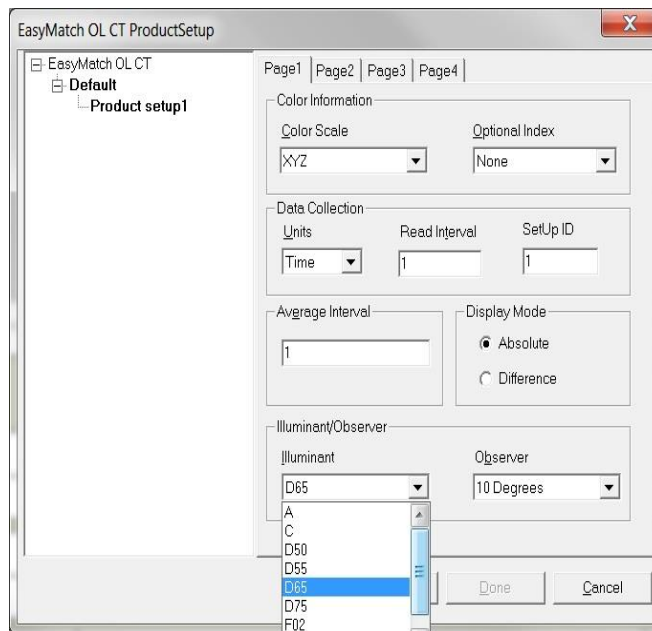 EasyMatch OL CT ProductSetup
EasyMatch OL CT
Default
Product setup1
Page1 Page2 Page3 Page4
Color Information
Color Scale Optional Index
XYZ None
Data Collection
Units Read Interval SetUp ID
Time 1 1
Average Interval Display Mode
1 Absolute
Difference
Illuminant/Observer
Illuminant Observer
D65 10 Degrees
A
C
D50
D55
D65
D75
F02
Done Cancel